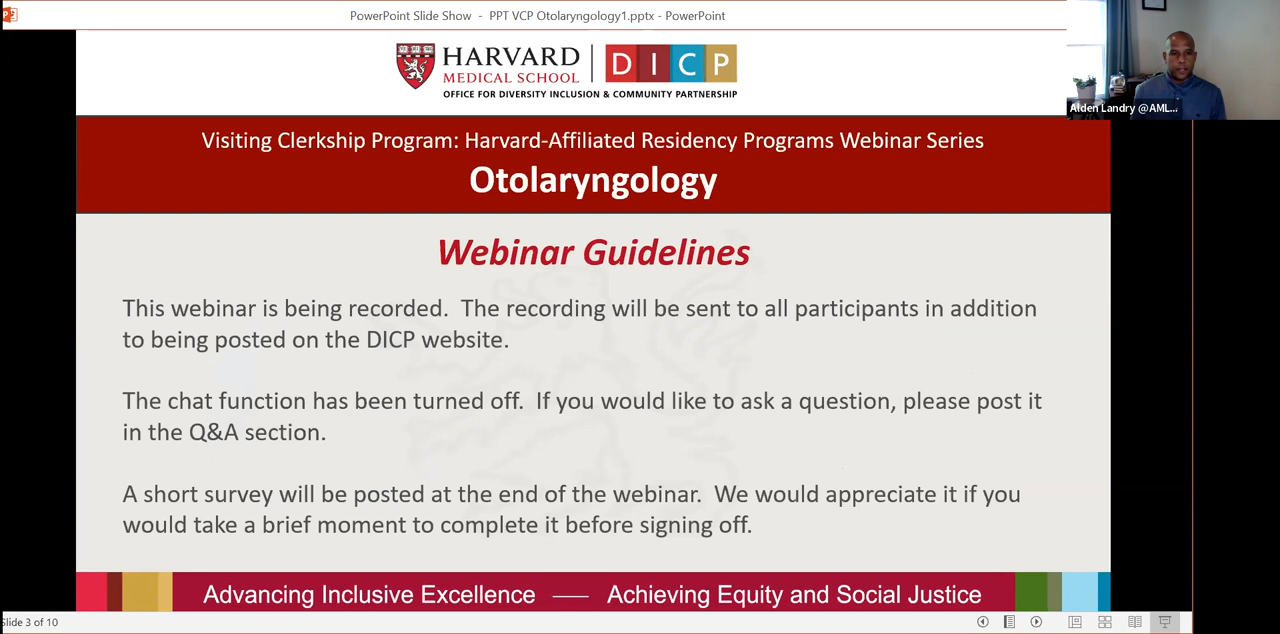 PowerPoint Slide Show - PPT VCP Otolaryngology1.pptx - PowerPoint
HARVARD
MEDICAL SCHOOL
DICP
OFFICE FOR DIVERSITY INCLUSION & COMMUNITY PARTNERSHIP
Alden Landry @AML...
Visiting Clerkship Program: Harvard-Affiliated Residency Programs Webinar Series
Otolaryngology
Webinar Guidelines
This webinar is being recorded. The recording will be sent to all participants in addition
to being posted on the DICP website.
The chat function has been turned off. If you would like to ask a question, please post it
in the Q&A section.
A short survey will be posted at the end of the webinar. We would appreciate it if you
would take a brief moment to complete it before signing off.
Advancing Inclusive Excellence — Achieving Equity and Social Justice
Slide 3 of 10